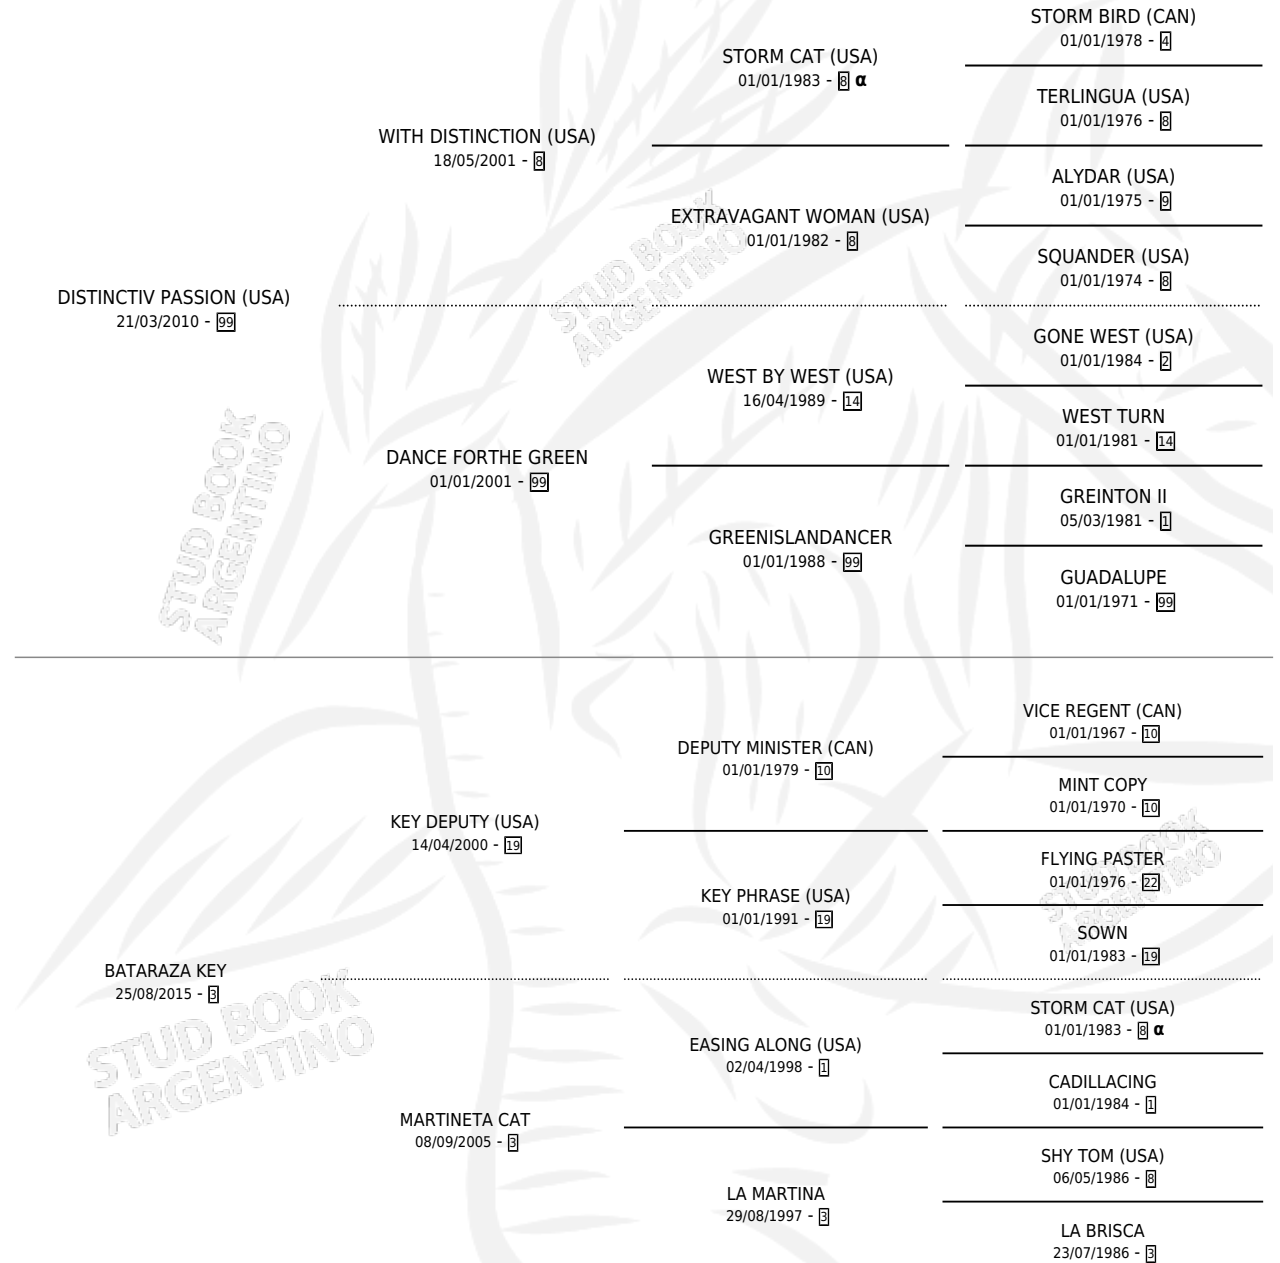 STORM BIRD (CAN)
01/01/1978 - 4
STORM CAT (USA)
01/01/1983 - 8 α
TERLINGUA (USA)
01/01/1976 - 8
WITH DISTINCTION (USA)
18/05/2001 - 8
ALYDAR (USA)
01/01/1975 - 9
EXTRAVAGANT WOMAN (USA)
01/01/1982 - 8
SQUANDER (USA)
01/01/1974 - 8
DISTINCTIV PASSION (USA)
21/03/2010 - 99
GONE WEST (USA)
01/01/1984 - 2
WEST BY WEST (USA)
16/04/1989 - 14
WEST TURN
01/01/1981 - 14
DANCE FORTHE GREEN
01/01/2001 - 99
GREINTON II
05/03/1981 - 1
GREENISLANDANCER
01/01/1988 - 99
GUADALUPE
01/01/1971 - 99
VICE REGENT (CAN)
01/01/1967 - 10
DEPUTY MINISTER (CAN)
01/01/1979 - 10
MINT COPY
01/01/1970 - 10
KEY DEPUTY (USA)
14/04/2000 - 19
FLYING PASTER
01/01/1976 - 22
KEY PHRASE (USA)
01/01/1991 - 19
SOWN
01/01/1983 - 19
BATARAZA KEY
25/08/2015 - 3
STORM CAT (USA)
01/01/1983 - 8 α
EASING ALONG (USA)
02/04/1998 - 1
CADILLACING
01/01/1984 - 1
MARTINETA CAT
08/09/2005 - 3
SHY TOM (USA)
06/05/1986 - 8
LA MARTINA
29/08/1997 - 3
LA BRISCA
23/07/1986 - 3
STUD BOOK
ARGENTINO
STUD BOOK
ARGENTINO
STUD BOOK
ARGENTINO
STUD BOOK
ARGENTINO